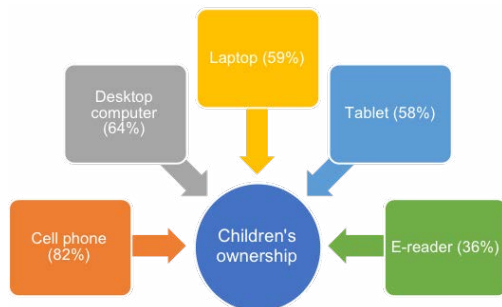 Laptop (59%)
Desktop
computer
(64%)
Tablet (58%)
Cell phone
(82%)
Children's
ownership
E-reader (36%)